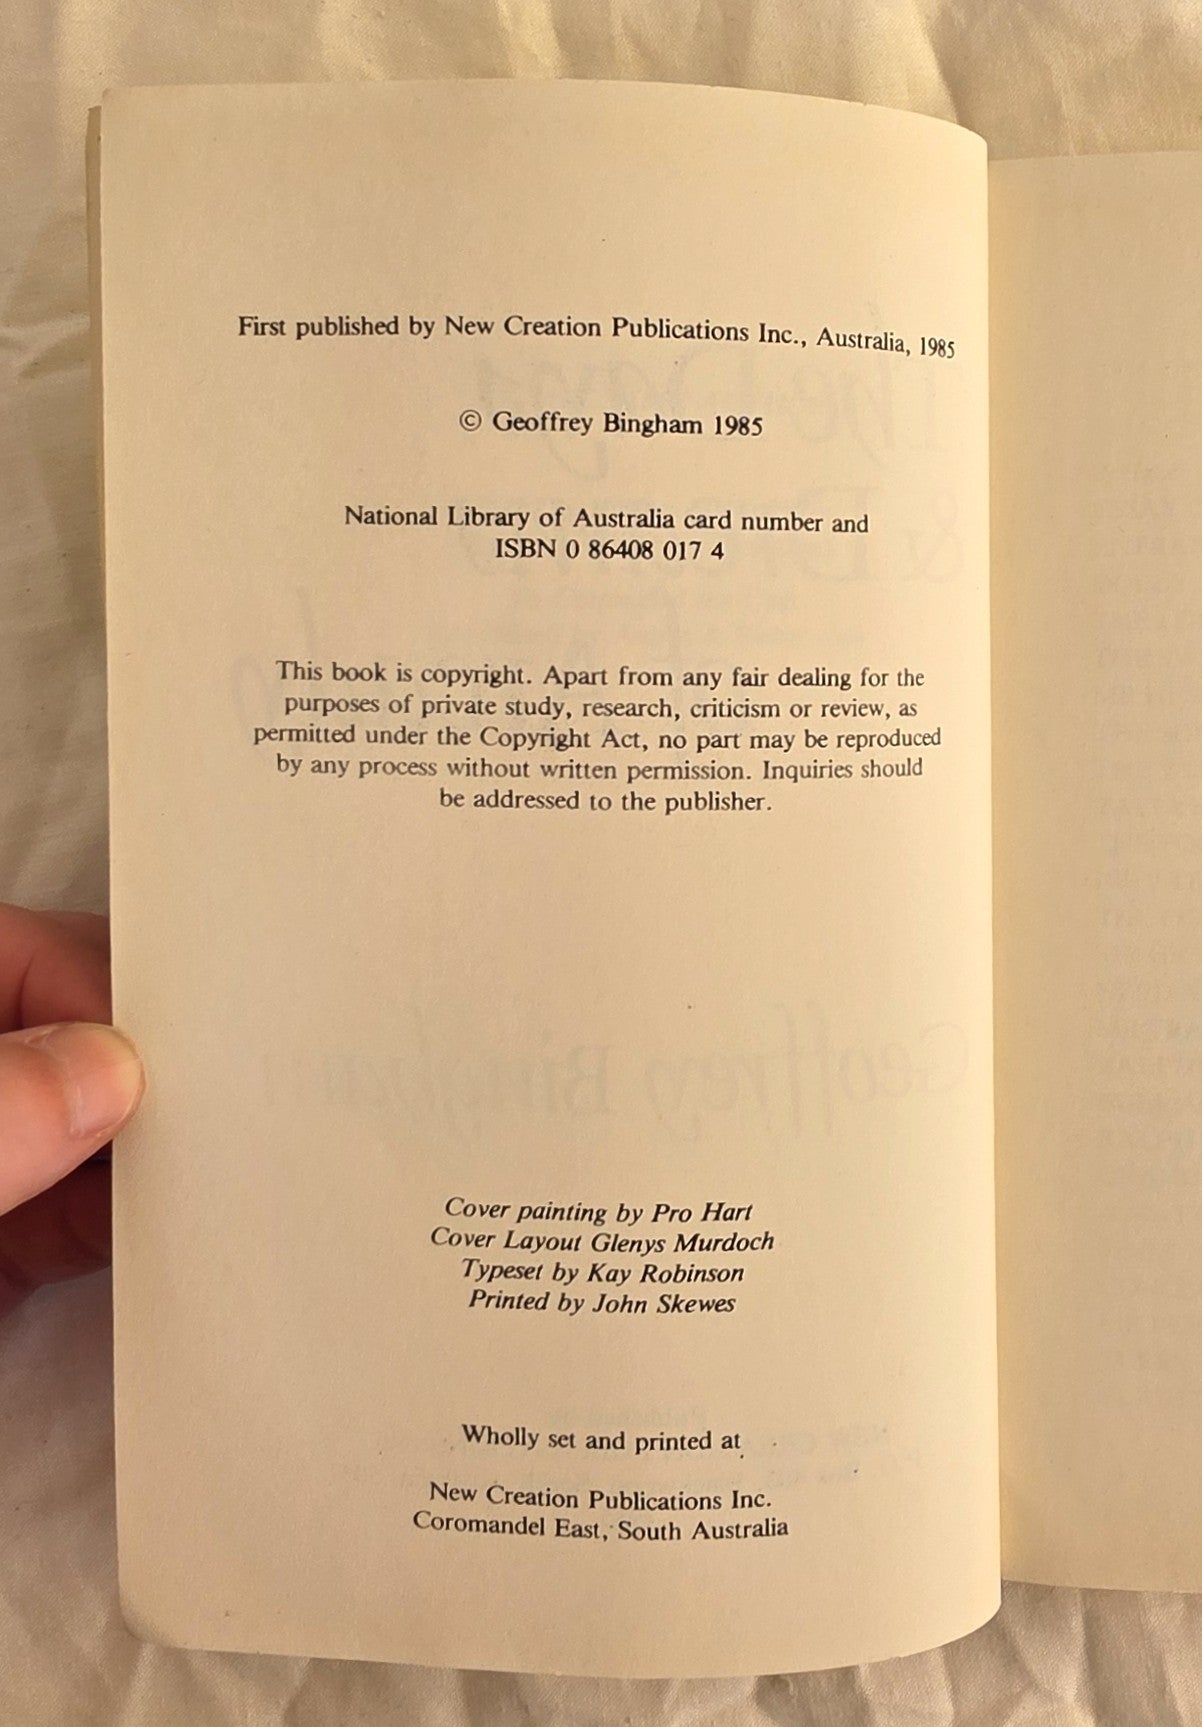 First published by New Creation Publications Inc., Australia, 1985
© Geoffrey Bingham 1985
National Library of Australia card number and
ISBN 0 86408 017 4
This book is copyright. Apart from any fair dealing for the
purposes of private study, research, criticism or review, as
permitted under the Copyright Act, no part may be reproduced
by any process without written permission. Inquiries should
be addressed to the publisher.
Geoffrey Bingham
Cover painting by Pro Hart
Cover Layout Glenys Murdoch
Typeset by Kay Robinson
Printed by John Skewes
Wholly set and printed at
New Creation Publications Inc.
Coromandel East, South Australia